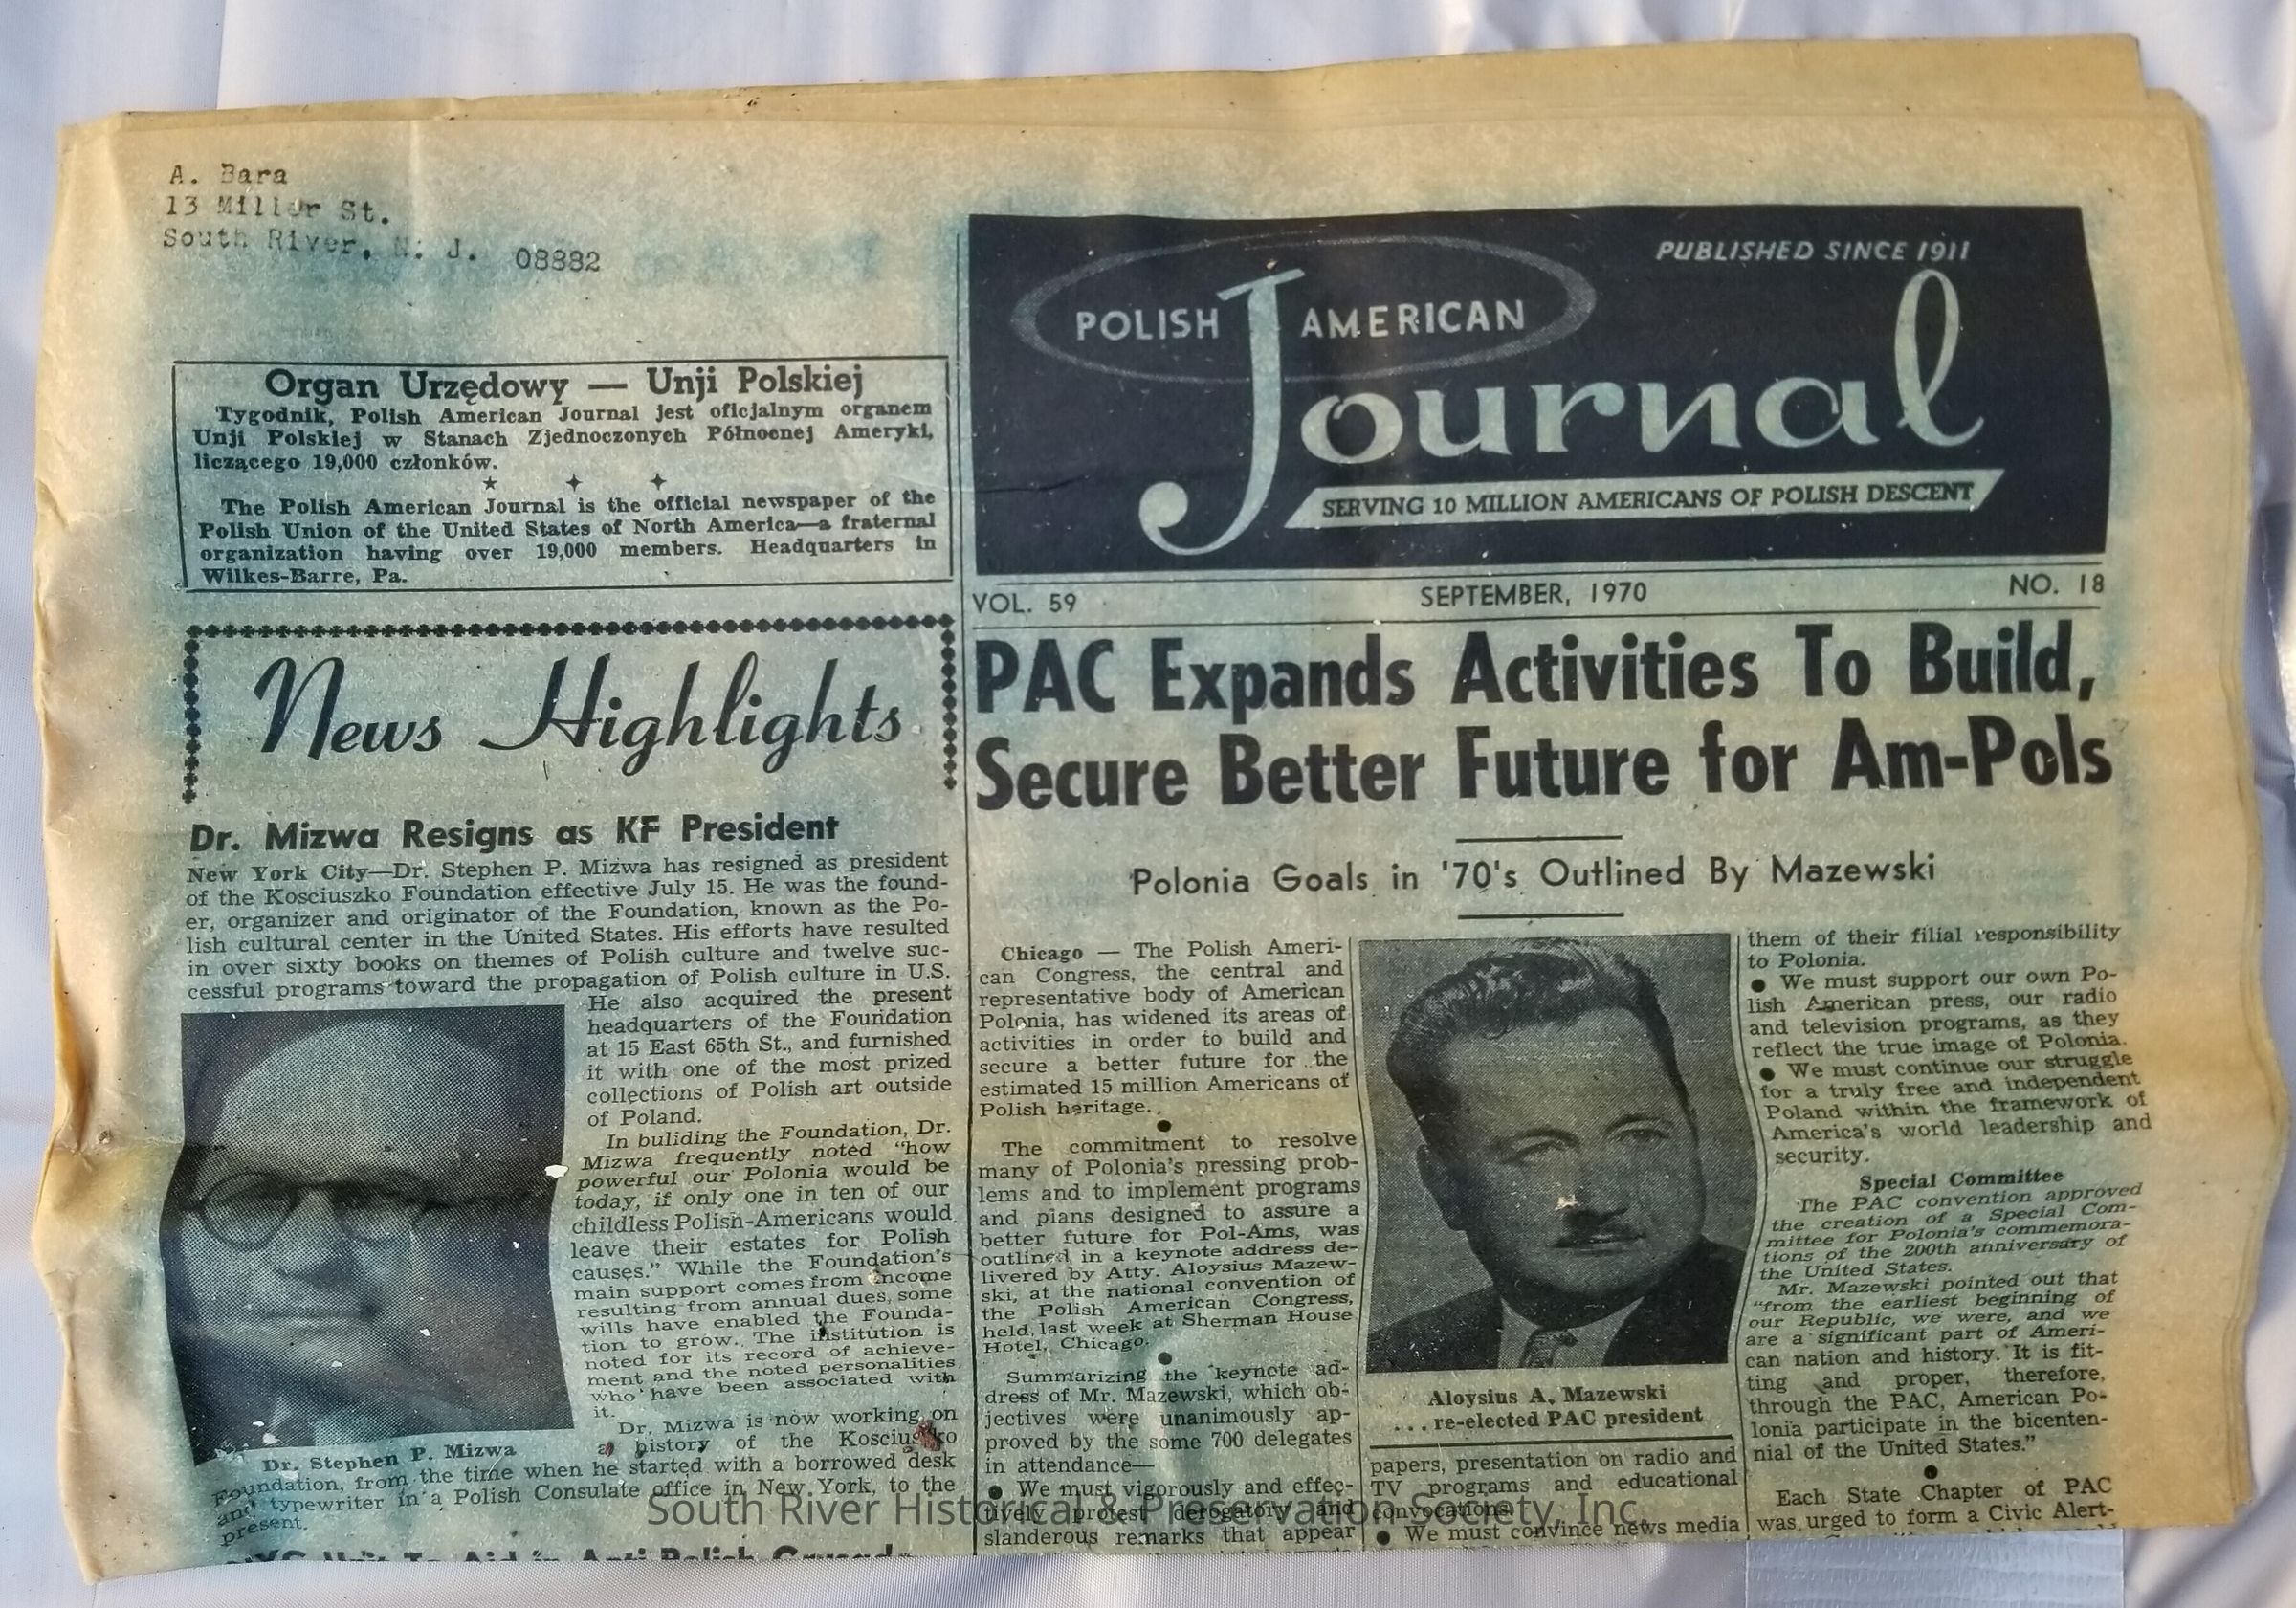 A. Bara
13 Miller St.
South River, N. J. 08882
Organ Urzędowy — Unji Polskiej
Tygodnik, Polish American Journal jest oficjalnym organem
Unji Polskiej w Stanach Zjednoczonych Północnej Ameryki,
liczącego 19,000 członków.
The Polish American Journal is the official newspaper of the
Polish Union of the United States of North America—a fraternal
organization having over 19,000 members. Headquarters in
Wilkes-Barre, Pa.
PUBLISHED SINCE 1911
POLISH AMERICAN
Journal
SERVING 10 MILLION AMERICANS OF POLISH DESCENT
VOL. 59 SEPTEMBER, 1970 NO. 18
News Highlights
Dr. Mizwa Resigns as KF President
New York City—Dr. Stephen P. Mizwa has resigned as president
of the Kosciuszko Foundation effective July 15. He was the found-
er, organizer and originator of the Foundation, known as the Po-
lish cultural center in the United States. His efforts have resulted
in over sixty books on themes of Polish culture and twelve suc-
cessful programs toward the propagation of Polish culture in U.S.
He also acquired the present
headquarters of the Foundation
at 15 East 65th St., and furnished
it with one of the most prized
collections of Polish art outside
of Poland.
In buliding the Foundation, Dr.
Mizwa frequently noted "how
powerful our Polonia would be
today, if only one in ten of our
childless Polish-Americans would
leave their estates for Polish
causes." While the Foundation's
main support comes from income
resulting from annual dues, some
wills have enabled the Founda-
tion to grow. The institution is
noted for its record of achieve-
ment and the noted personalities
who have been associated with
it.
Dr. Mizwa is now working on
a history of the Kosciuszko
Dr. Stephen P. Mizwa
Foundation, from the time when he started with a borrowed desk
and typewriter in a Polish Consulate office in New York, to the
present.
PAC Expands Activities To Build,
Secure Better Future for Am-Pols
Polonia Goals in '70's Outlined By Mazewski
Chicago — The Polish Ameri-
can Congress, the central and
representative body of American
Polonia, has widened its areas of
activities in order to build and
secure a better future for the
estimated 15 million Americans of
Polish heritage.
The commitment to resolve
many of Polonia's pressing prob-
lems and to implement programs
and plans designed to assure a
better future for Pol-Ams, was
outlined in a keynote address de-
livered by Atty. Aloysius Mazew-
ski, at the national convention of
the Polish American Congress,
held last week at Sherman House
Hotel, Chicago.
Summarizing the keynote ad-
dress of Mr. Mazewski, which ob-
jectives were unanimously ap-
proved by the some 700 delegates
in attendance—
● We must vigorously and effec-
tively protest derogatory and
slanderous remarks that appear
Aloysius A. Mazewski
... re-elected PAC president
papers, presentation on radio and
TV programs and educational
convocations.
● We must convince news media
them of their filial responsibility
to Polonia.
● We must support our own Po-
lish American press, our radio
and television programs, as they
reflect the true image of Polonia.
● We must continue our struggle
for a truly free and independent
Poland within the framework of
America's world leadership and
security.
Special Committee
The PAC convention approved
the creation of a Special Com-
mittee for Polonia's commemora-
tions of the 200th anniversary of
the United States.
Mr. Mazewski pointed out that
"from the earliest beginning of
our Republic, we were, and we
are a significant part of Ameri-
can nation and history. It is fit-
ting and proper, therefore,
through the PAC, American Po-
lonia participate in the bicenten-
nial of the United States."
Each State Chapter of PAC
was urged to form a Civic Alert-
South River Historical & Preservation Society, Inc.